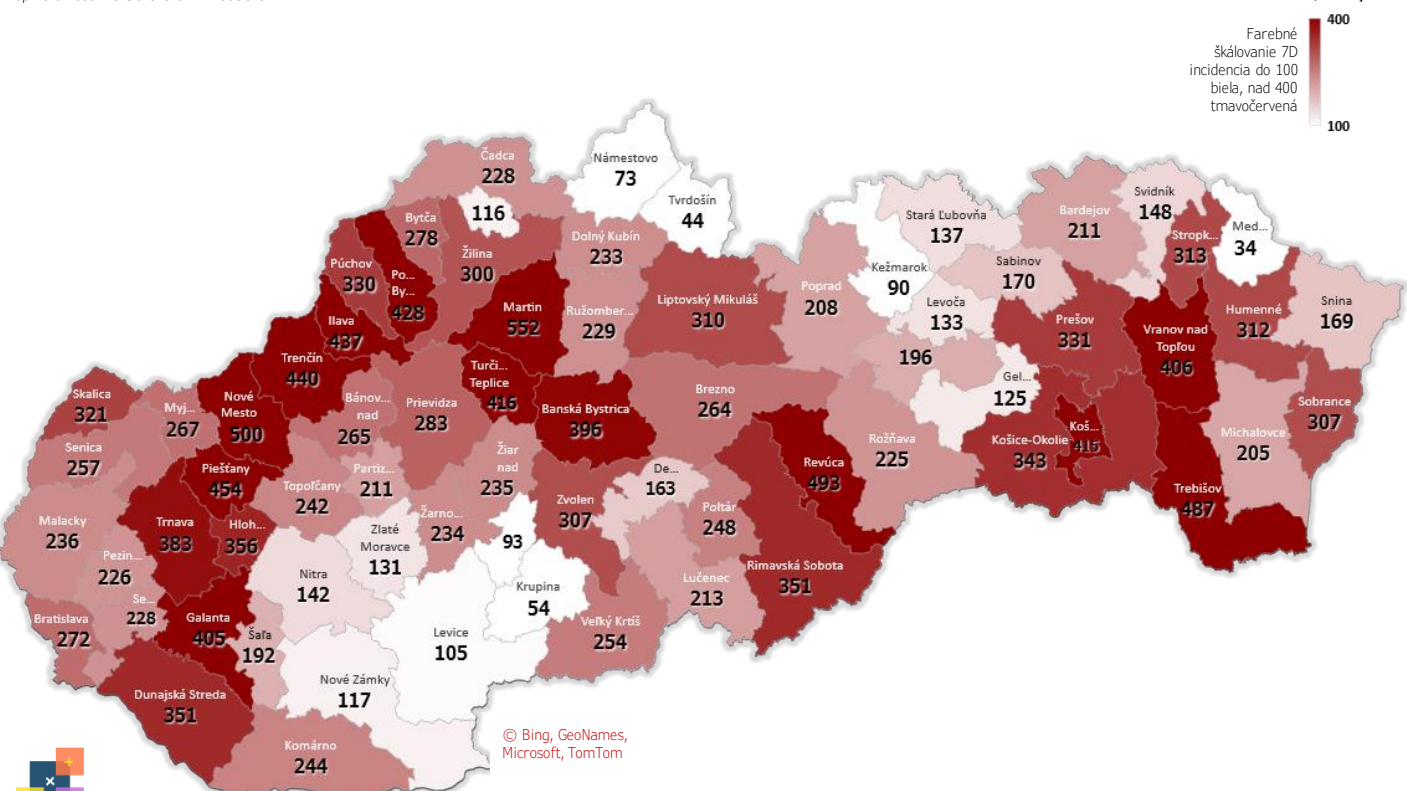 400
Farebné
škálovanie 7D
incidencia do 100
biela, nad 400
tmavočervená
100
Čadca
228
Námestovo
73
Tvrdošín
44
116
Bytča
278
Žilina
300
Dolný Kubín
233
Púchov
330
Po...
By...
428
Ilava
437
Martin
552
Ružomber...
229
Liptovský Mikuláš
310
Poprad
208
Kežmarok
90
Stará Ľubovňa
137
Sabinov
170
Levoča
133
196
Gel...
125
Bardejov
211
Svidník
148
Stropk...
313
Med...
34
Prešov
331
Vranov nad
Topľou
406
Humenné
312
Snina
169
Sobrance
307
Michalovce
205
Trebišov
487
Koš...
415
Košice-Okolie
343
Rožňava
225
Revúca
493
Rimavská Sobota
351
Trenčín
440
Nové
Mesto
500
Skalica
321
Myj...
267
Senica
257
Bánov...
nad
265
Prievidza
283
Turči...
Teplice
416
Banská Bystrica
396
Brezno
264
Piešťany
454
Topoľčany
242
Partiz...
211
Žiar
nad
235
Žarno...
234
Zvolen
307
De...
163
Poltár
248
Lučenec
213
Malacky
236
Pezin...
226
Trnava
383
Hloh...
356
Zlaté
Moravce
131
Nitra
142
93
Krupina
54
Veľký Krtíš
254
Bratislava
272
Se...
228
Galanta
405
Šaľa
192
Levice
105
Nové Zámky
117
Dunajská Streda
351
Komárno
244
© Bing, GeoNames,
Microsoft, TomTom